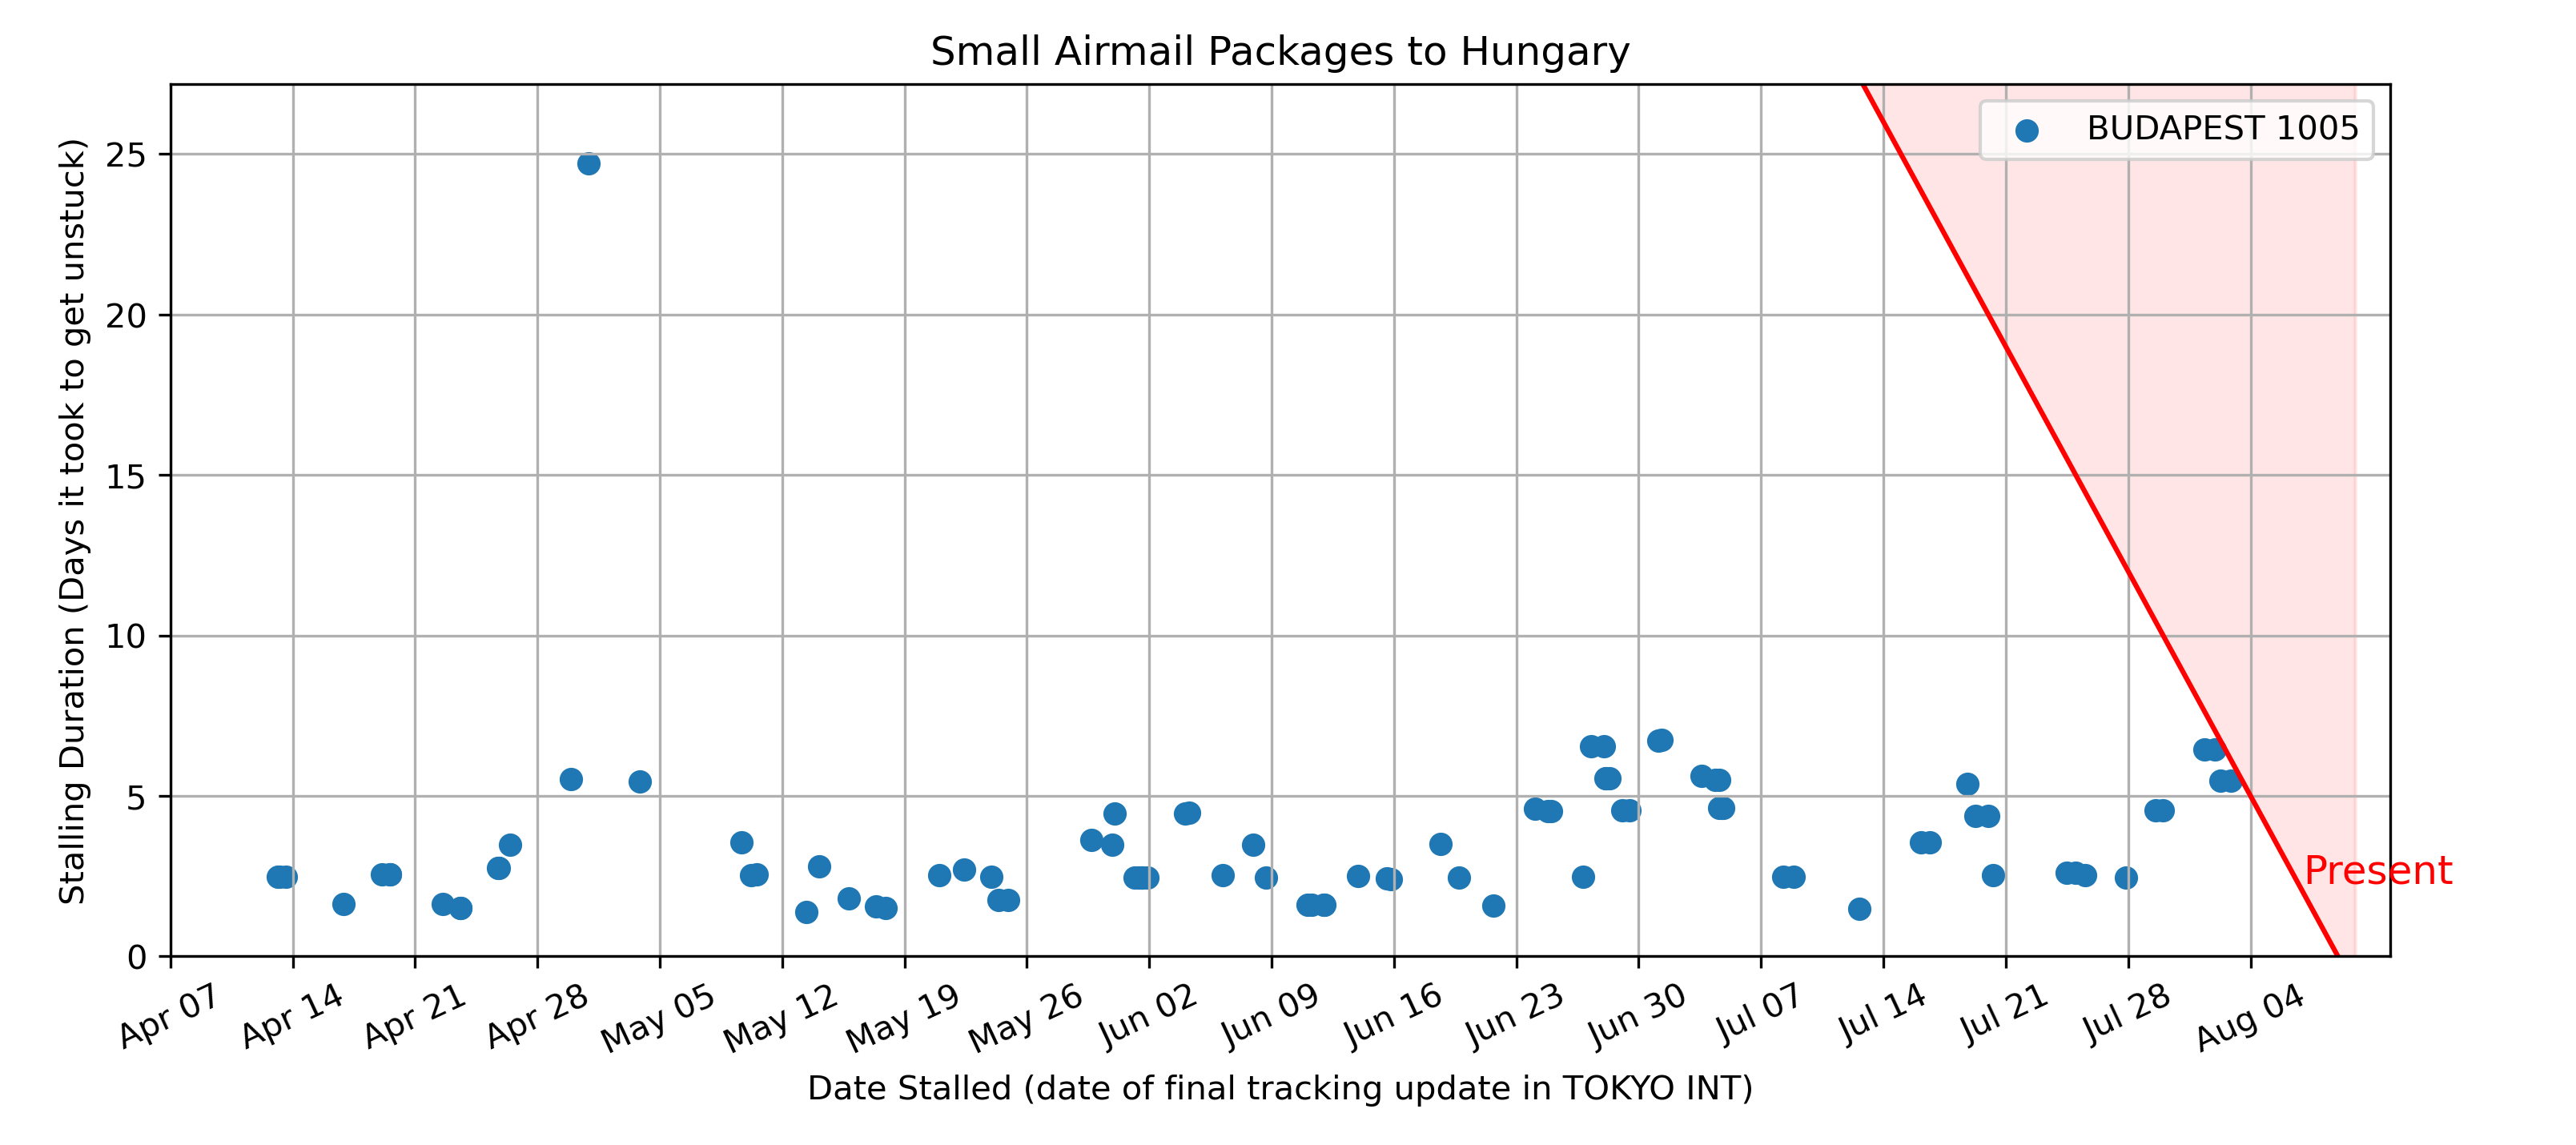 Small Airmail Packages to Hungary
BUDAPEST 1005
Stalling Duration (Days it took to get unstuck)
25
20
15
10
5
0
Present
Apr 07
Apr 14
Apr 21
Apr 28
May 05
May 12
May 19
May 26
Jun 02
Jun 09
Jun 16
Jun 23
Jun 30
Jul 07
Jul 14
Jul 21
Jul 28
Aug 04
Date Stalled (date of final tracking update in TOKYO INT)